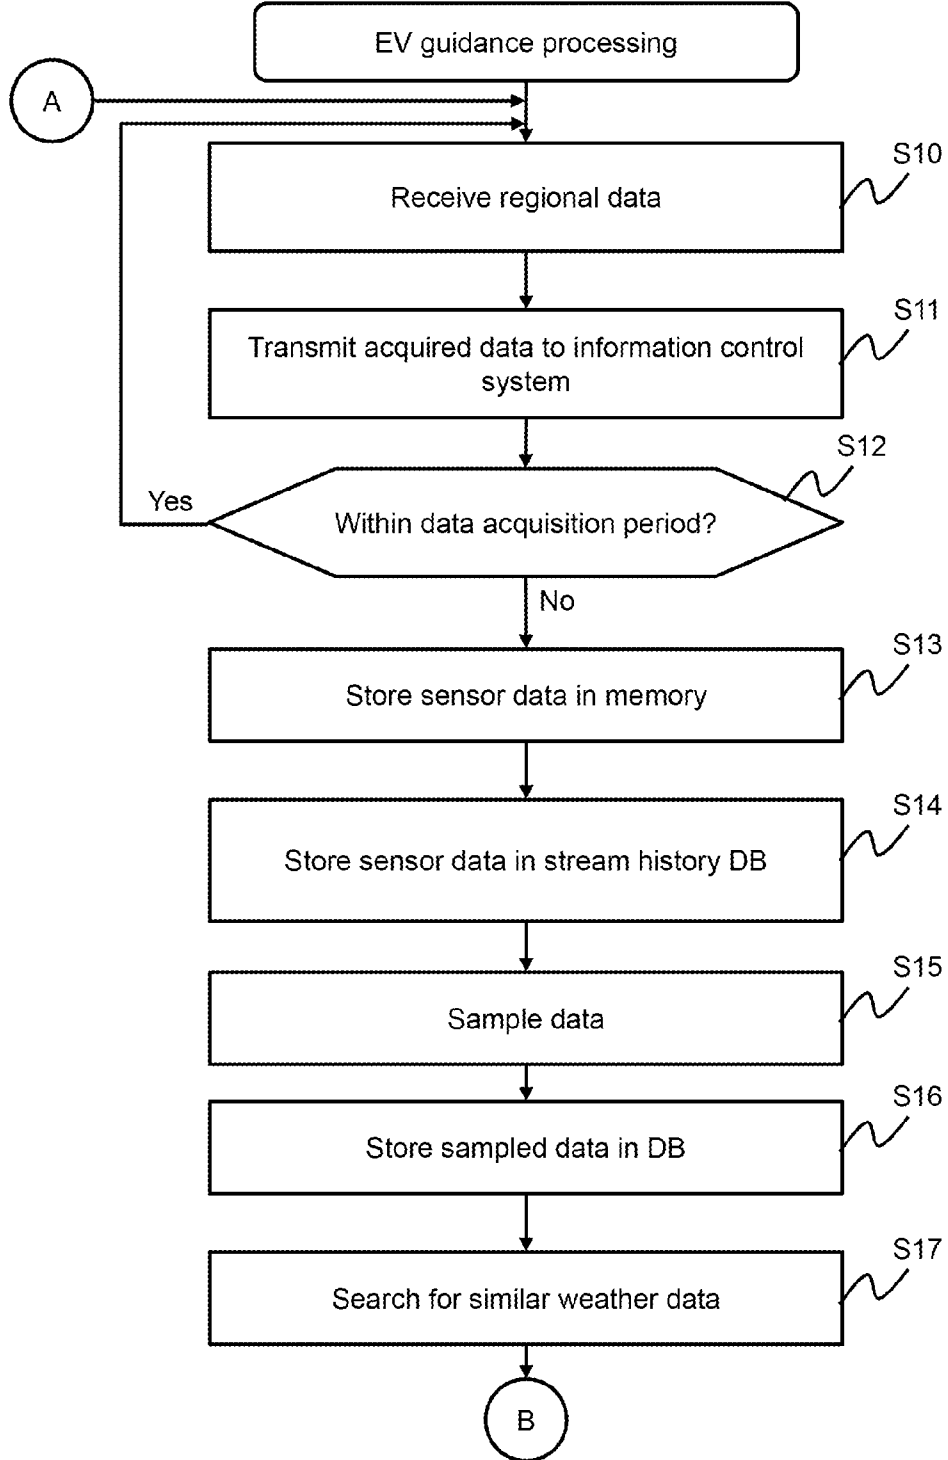 EV guidance processing
A
S10
Receive regional data
S11
Transmit acquired data to information control
system
S12
Yes
Within data acquisition period?
No
S13
Store sensor data in memory
S14
Store sensor data in stream history DB
S15
Sample data
S16
Store sampled data in DB
S17
Search for similar weather data
B